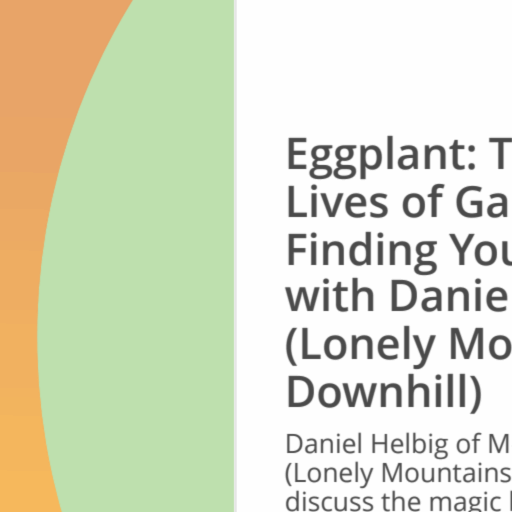 Eggplant: T
Lives of Ga
Finding You
with Danie
(Lonely Mo
Downhill)
Daniel Helbig of M
(Lonely Mountains
discuss the magic